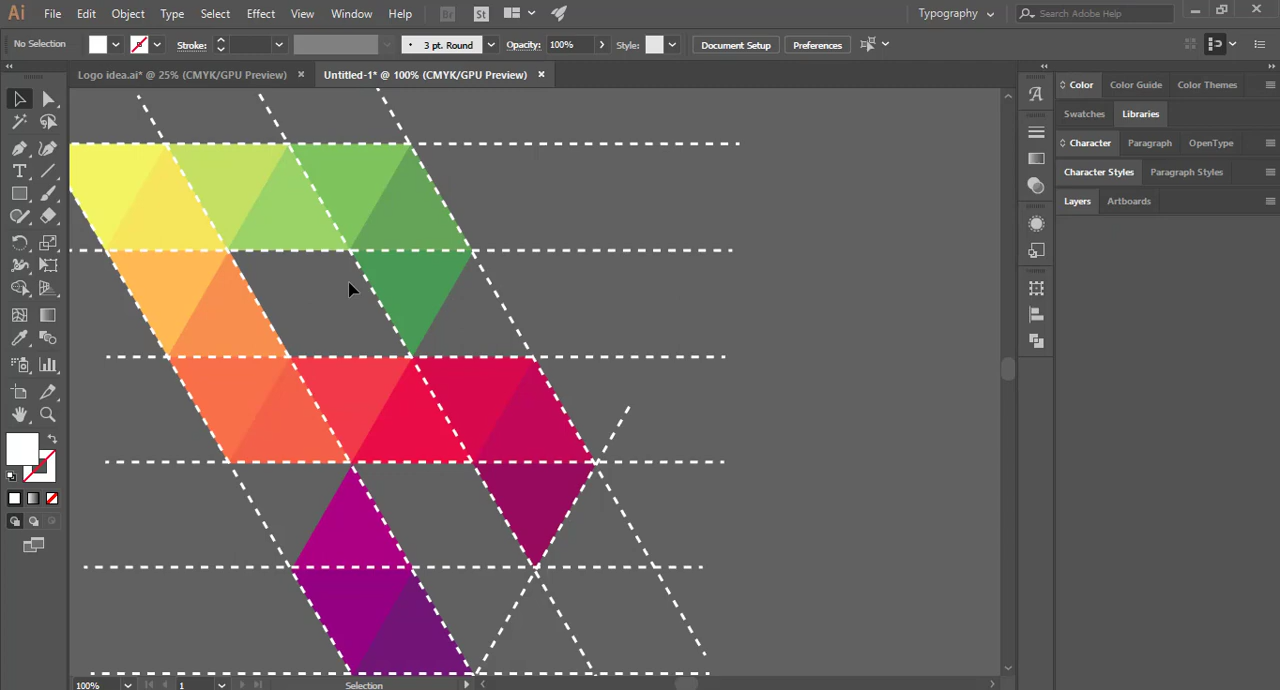 Ai File Edit Object Type Select Effect View Window Help Br St Typography Search Adobe Help
No Selection Stroke: 3 pt. Round Opacity: 100% Style: Document Setup Preferences
Logo idea.ai* @ 25% (CMYK/GPU Preview) × Untitled-1* @ 100% (CMYK/GPU Preview) ×
Color Color Guide Color Themes
Swatches Libraries
Character Paragraph OpenType
Character Styles Paragraph Styles
Layers Artboards
100% 1 Selection